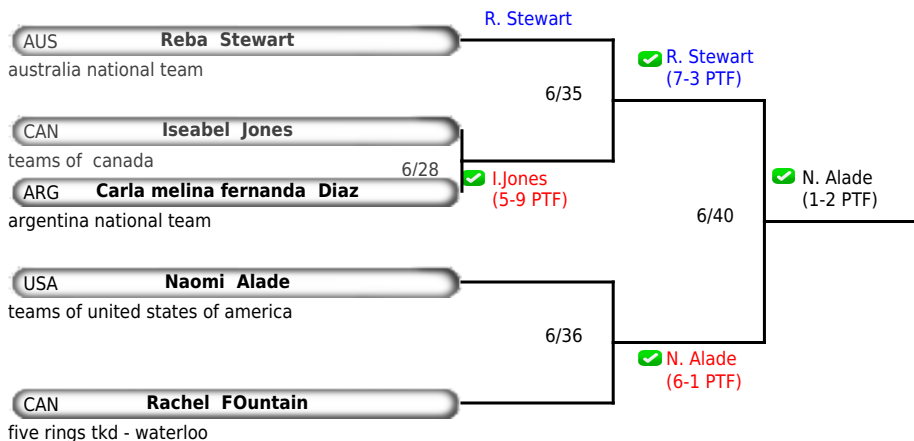 R. Stewart
AUS Reba Stewart
australia national team
R. Stewart
(7-3 PTF)
6/35
CAN Iseabel Jones
teams of canada
6/28
I.Jones
(5-9 PTF)
ARG Carla melina fernanda Diaz
argentina national team
N. Alade
(1-2 PTF)
6/40
USA Naomi Alade
teams of united states of america
6/36
N. Alade
(6-1 PTF)
CAN Rachel FOuntain
five rings tkd - waterloo